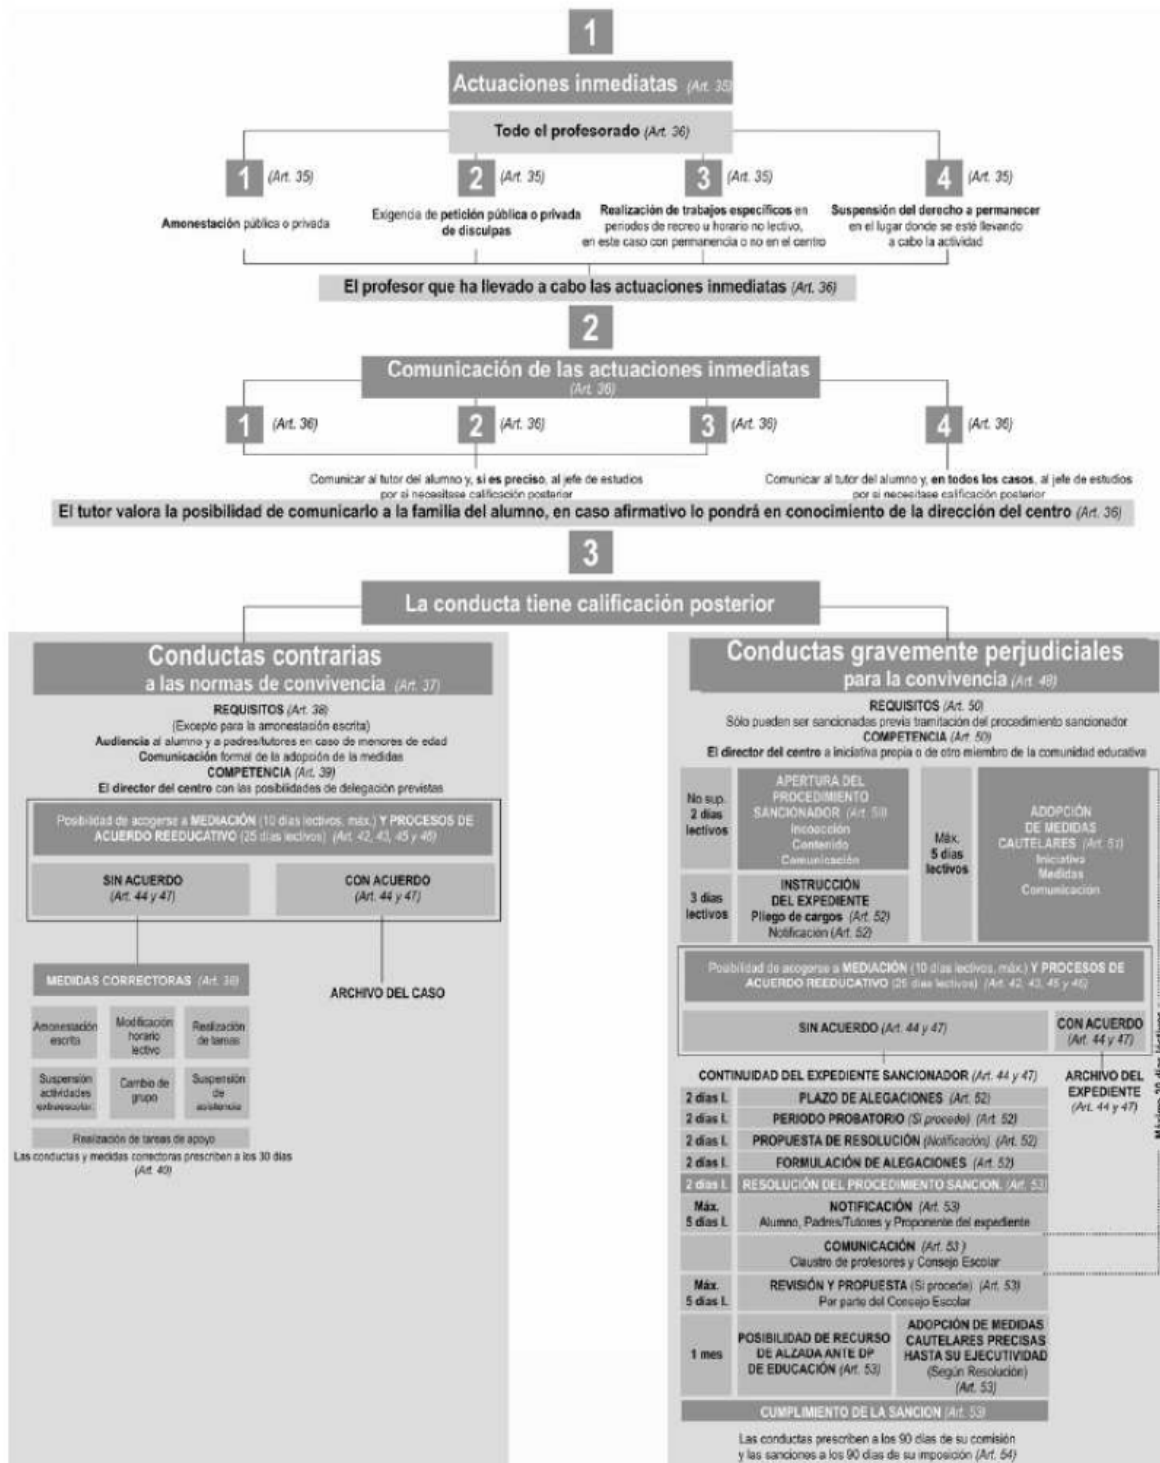 1
Actuaciones inmediatas (Art. 35)
Todo el profesorado (Art. 36)
1 (Art. 35)
2 (Art. 35)
3 (Art. 35)
4 (Art. 35)
Amonestación pública o privada
Exigencia de petición pública o privada
de disculpas
Realización de trabajos específicos en
periodos de recreo u horario no lectivo,
en este caso con permanencia o no en el centro
Suspensión del derecho a permanecer
en el lugar donde se esté llevando
a cabo la actividad
El profesor que ha llevado a cabo las actuaciones inmediatas (Art. 36)
2
Comunicación de las actuaciones inmediatas
(Art. 36)
1 (Art. 36)
2 (Art. 36)
3 (Art. 36)
4 (Art. 36)
Comunicar al tutor del alumno y, si es preciso, al jefe de estudios
por si necesitase calificación posterior
Comunicar al tutor del alumno y, en todos los casos, al jefe de estudios
por si necesitase calificación posterior
El tutor valora la posibilidad de comunicarlo a la familia del alumno, en caso afirmativo lo pondrá en conocimiento de la dirección del centro (Art. 36)
3
La conducta tiene calificación posterior
Conductas contrarias
a las normas de convivencia (Art. 37)
REQUISITOS (Art. 38)
(Excepto para la amonestación escrita)
Audiencia al alumno y a padres/tutores en caso de menores de edad
Comunicación formal de la adopción de la medidas
COMPETENCIA (Art. 39)
El director del centro con las posibilidades de delegación previstas
Posibilidad de acogerse a MEDIACIÓN (10 días lectivos, máx.) Y PROCESOS DE
ACUERDO REEDUCATIVO (25 días lectivos) (Art. 42, 43, 45 y 46)
SIN ACUERDO
(Art. 44 y 47)
CON ACUERDO
(Art. 44 y 47)
MEDIDAS CORRECTORAS (Art. 38)
ARCHIVO DEL CASO
Amonestación
escrita
Modificación
horario
lectivo
Realización
de tareas
Suspensión
actividades
extraescolar.
Cambio de
grupo
Suspensión
de
asistencia
Realización de tareas de apoyo
Las conductas y medidas correctoras prescriben a los 30 días
(Art. 40)
Conductas gravemente perjudiciales
para la convivencia (Art. 48)
REQUISITOS (Art. 50)
Sólo pueden ser sancionadas previa tramitación del procedimiento sancionador
COMPETENCIA (Art. 50)
El director del centro a iniciativa propia o de otro miembro de la comunidad educativa
No sup.
2 días
lectivos
APERTURA DEL
PROCEDIMIENTO
SANCIONADOR (Art. 50)
Incoacción
Contenido
Comunicación
Máx.
5 días
lectivos
ADOPCIÓN
DE MEDIDAS
CAUTELARES (Art. 51)
Iniciativa
Medidas
Comunicación
3 días
lectivos
INSTRUCCIÓN
DEL EXPEDIENTE
Pliego de cargos (Art. 52)
Notificación (Art. 52)
Posibilidad de acogerse a MEDIACIÓN (10 días lectivos, máx.) Y PROCESOS DE
ACUERDO REEDUCATIVO (25 días lectivos) (Art. 42, 43, 45 y 46)
SIN ACUERDO (Art. 44 y 47)
CON ACUERDO
(Art. 44 y 47)
CONTINUIDAD DEL EXPEDIENTE SANCIONADOR (Art. 44 y 47)
ARCHIVO DEL
EXPEDIENTE
(Art. 44 y 47)
2 días l. PLAZO DE ALEGACIONES (Art. 52)
2 días l. PERIODO PROBATORIO (Si procede) (Art. 52)
2 días l. PROPUESTA DE RESOLUCIÓN (Notificación) (Art. 52)
2 días l. FORMULACIÓN DE ALEGACIONES (Art. 52)
2 días l. RESOLUCIÓN DEL PROCEDIMIENTO SANCION. (Art. 53)
Máx.
5 días l.
NOTIFICACIÓN (Art. 53)
Alumno, Padres/Tutores y Proponente del expediente
COMUNICACIÓN (Art. 53 )
Claustro de profesores y Consejo Escolar
Máx.
5 días l.
REVISIÓN Y PROPUESTA (Si procede) (Art. 53)
Por parte del Consejo Escolar
1 mes
POSIBILIDAD DE RECURSO
DE ALZADA ANTE DP
DE EDUCACIÓN (Art. 53)
ADOPCIÓN DE MEDIDAS
CAUTELARES PRECISAS
HASTA SU EJECUTIVIDAD
(Según Resolución)
(Art. 53)
CUMPLIMIENTO DE LA SANCION (Art. 53)
Las conductas prescriben a los 90 días de su comisión
y las sanciones a los 90 días de su imposición (Art. 54)